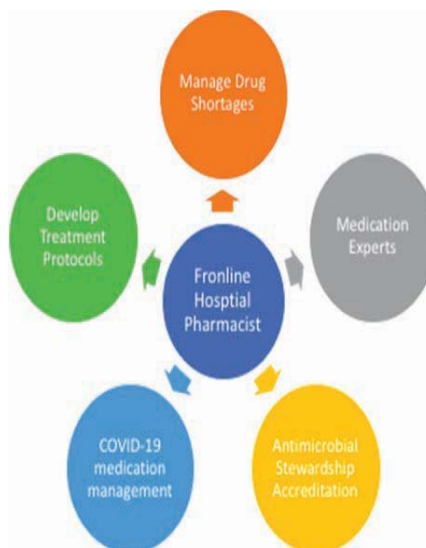 Manage Drug
Shortages
Develop
Treatment
Protocols
Medication
Experts
Fronline
Hosptial
Pharmacist
COVID-19
medication
management
Antimicrobial
Stewardship
Accreditation